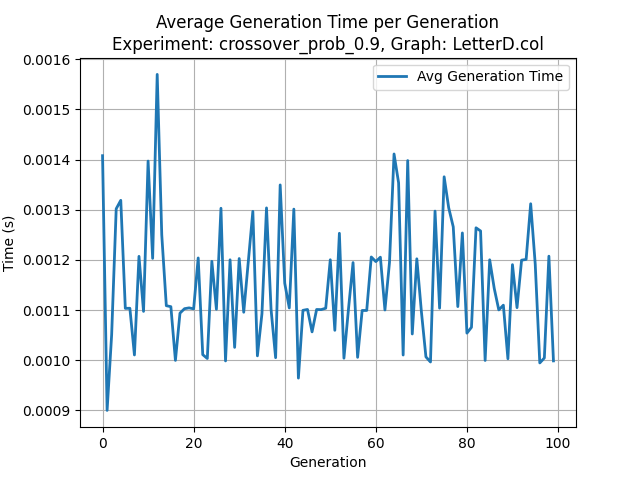 Average Generation Time per Generation
Experiment: crossover_prob_0.9, Graph: LetterD.col
Avg Generation Time
Time (s)
0.0016
0.0015
0.0014
0.0013
0.0012
0.0011
0.0010
0.0009
0 20 40 60 80 100
Generation